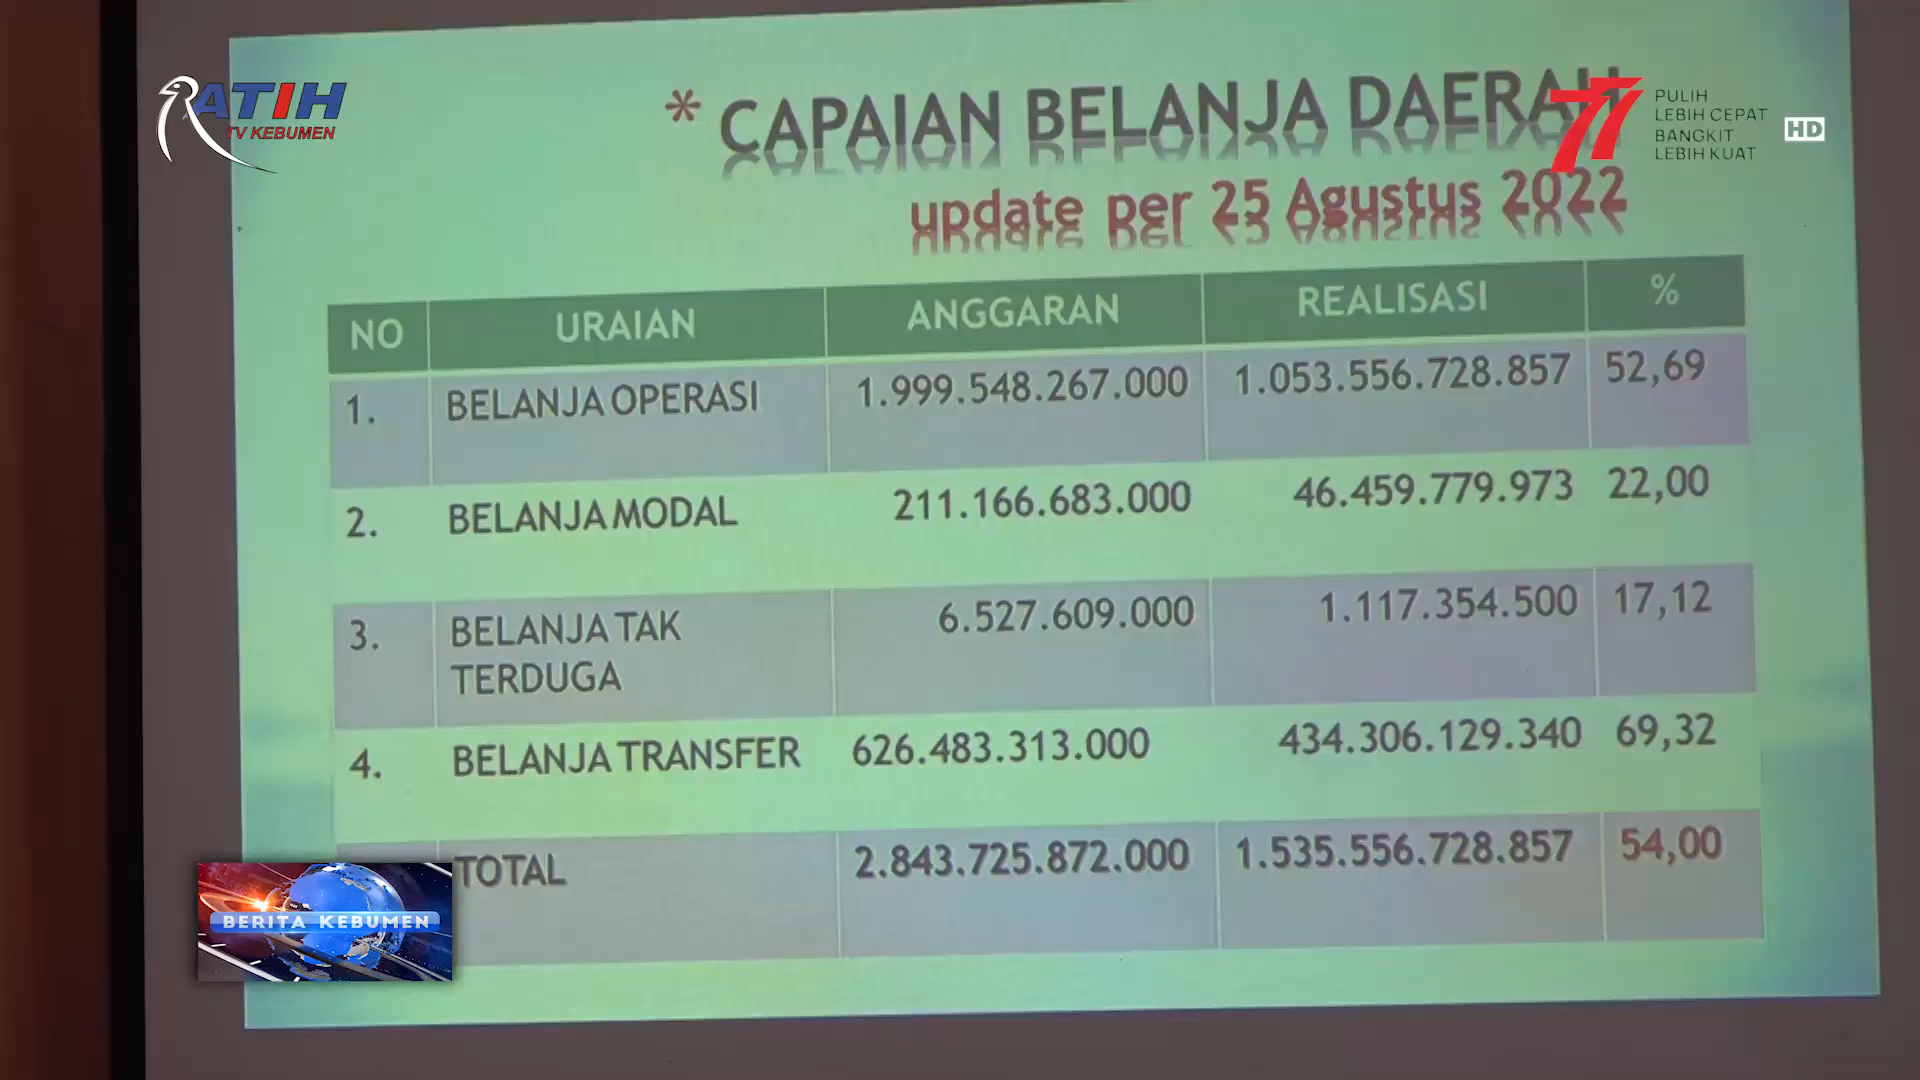 RATIH
TV KEBUMEN
77
PULIH
LEBIH CEPAT
BANGKIT
LEBIH KUAT
HD
* CAPAIAN BELANJA DAERAH
update per 25 Agustus 2022
NO URAIAN ANGGARAN REALISASI %
1. BELANJA OPERASI 1.999.548.267.000 1.053.556.728.857 52,69
2. BELANJA MODAL 211.166.683.000 46.459.779.973 22,00
3. BELANJA TAK TERDUGA 6.527.609.000 1.117.354.500 17,12
4. BELANJA TRANSFER 626.483.313.000 434.306.129.340 69,32
TOTAL 2.843.725.872.000 1.535.556.728.857 54,00
BERITA KEBUMEN